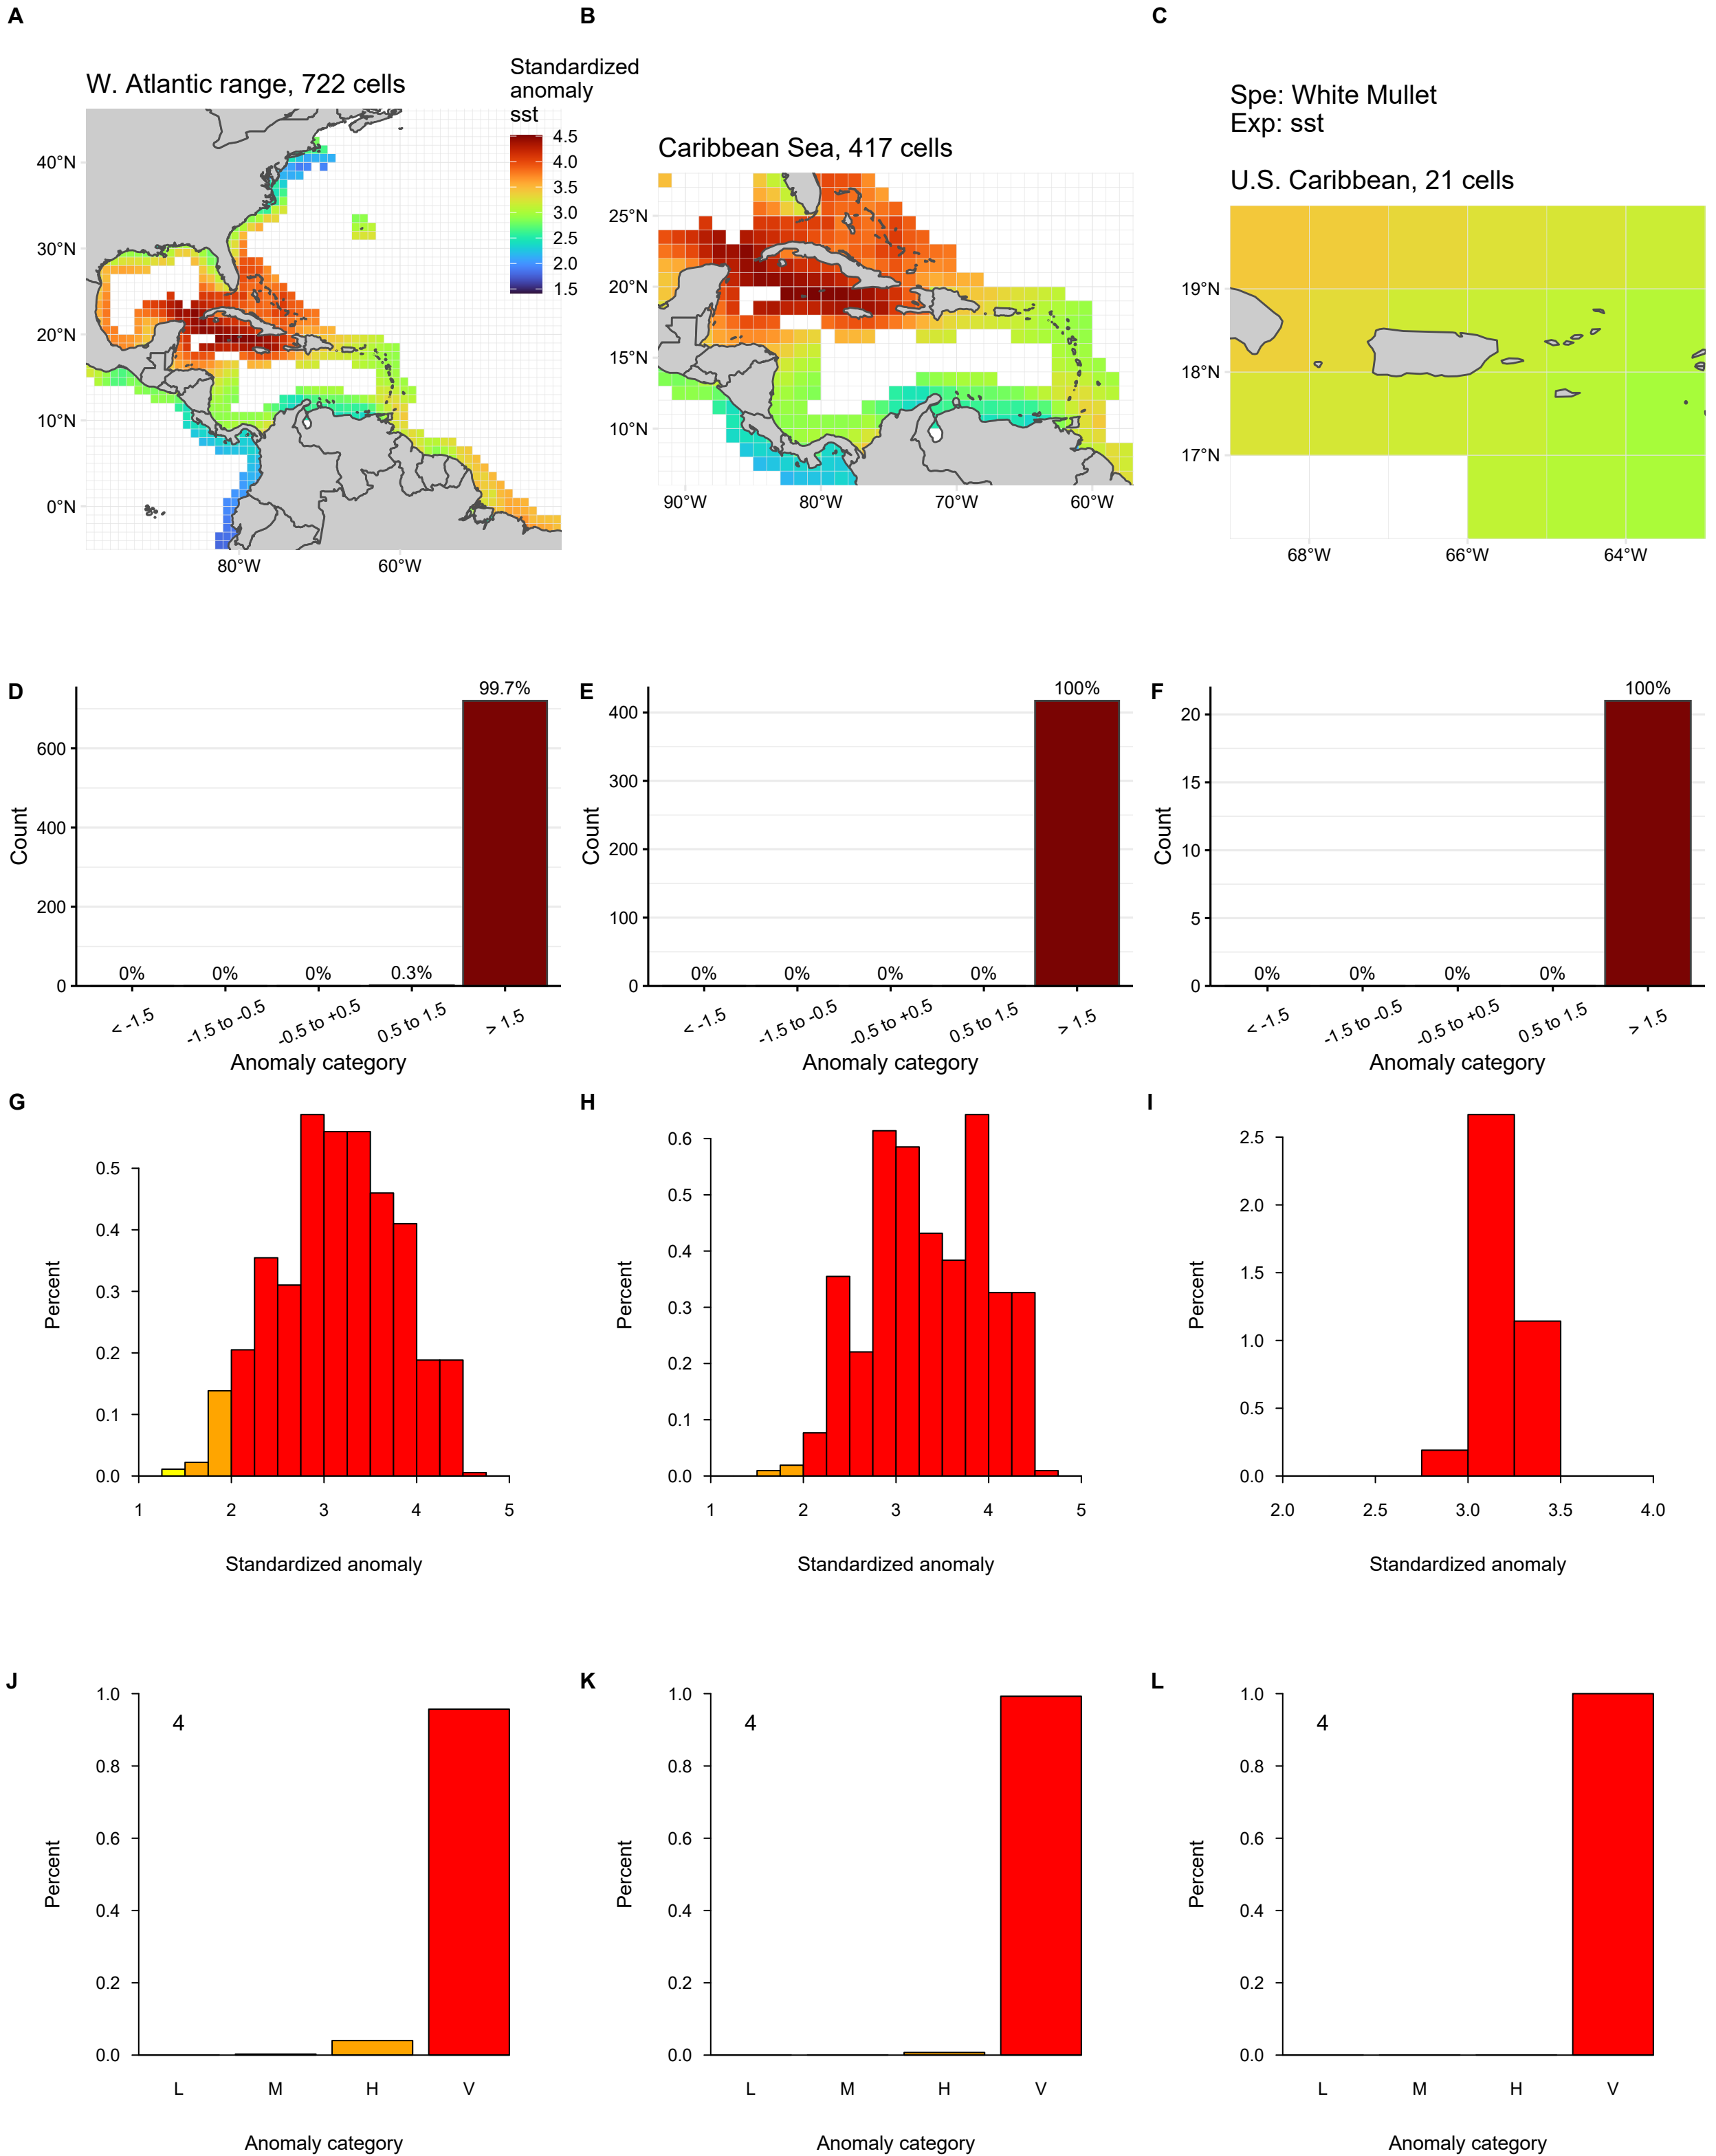 A
B
C
W. Atlantic range, 722 cells
Standardized
anomaly
sst
4.5
4.0
3.5
3.0
2.5
2.0
1.5
40°N
30°N
20°N
10°N
0°N
80°W
60°W
Caribbean Sea, 417 cells
25°N
20°N
15°N
10°N
90°W
80°W
70°W
60°W
Spe: White Mullet
Exp: sst
U.S. Caribbean, 21 cells
19°N
18°N
17°N
68°W
66°W
64°W
D
99.7%
600
400
200
0
Count
0%
0%
0%
0.3%
< -1.5
-1.5 to -0.5
-0.5 to +0.5
0.5 to 1.5
> 1.5
Anomaly category
E
100%
400
300
200
100
0
Count
0%
0%
0%
0%
< -1.5
-1.5 to -0.5
-0.5 to +0.5
0.5 to 1.5
> 1.5
Anomaly category
F
100%
20
15
10
5
0
Count
0%
0%
0%
0%
< -1.5
-1.5 to -0.5
-0.5 to +0.5
0.5 to 1.5
> 1.5
Anomaly category
G
0.5
0.4
0.3
0.2
0.1
0.0
Percent
1
2
3
4
5
Standardized anomaly
H
0.6
0.5
0.4
0.3
0.2
0.1
0.0
Percent
1
2
3
4
5
Standardized anomaly
I
2.5
2.0
1.5
1.0
0.5
0.0
Percent
2.0
2.5
3.0
3.5
4.0
Standardized anomaly
J
4
1.0
0.8
0.6
0.4
0.2
0.0
Percent
L
M
H
V
Anomaly category
K
4
1.0
0.8
0.6
0.4
0.2
0.0
Percent
L
M
H
V
Anomaly category
L
4
1.0
0.8
0.6
0.4
0.2
0.0
Percent
L
M
H
V
Anomaly category